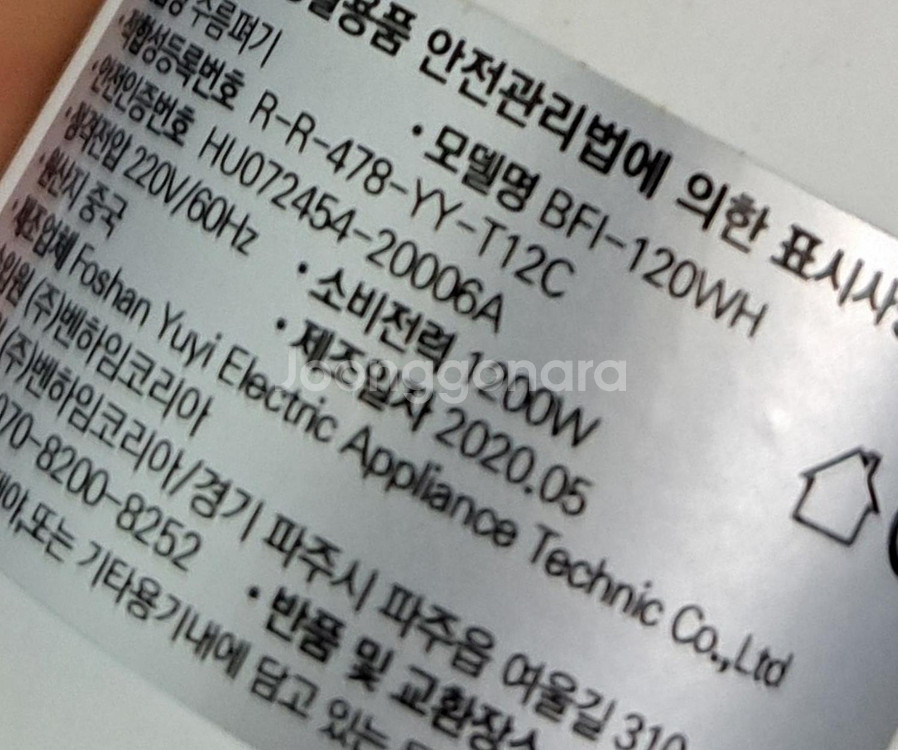 용품 안전관리법에 의한 표시사
주름펴기 · 모델명 BFI-120WH
적합성등록번호 R-R-478-YY-T12C
·안전인증번호 HU072454-20006A
·정격전압 220V/60Hz · 소비전력 1200W
·원산지 중국 · 제조일자 2020.05
·제조업체 Foshan Yuyi Electric Appliance Technic Co.,Ltd
(주)벤하임코리아
(주)벤하임코리아/경기 파주시 파주읍 여울길 310
070-8200-8252 · 반품 및 교환장소
또는 기타용기내에 담고 있는
Joonggonara